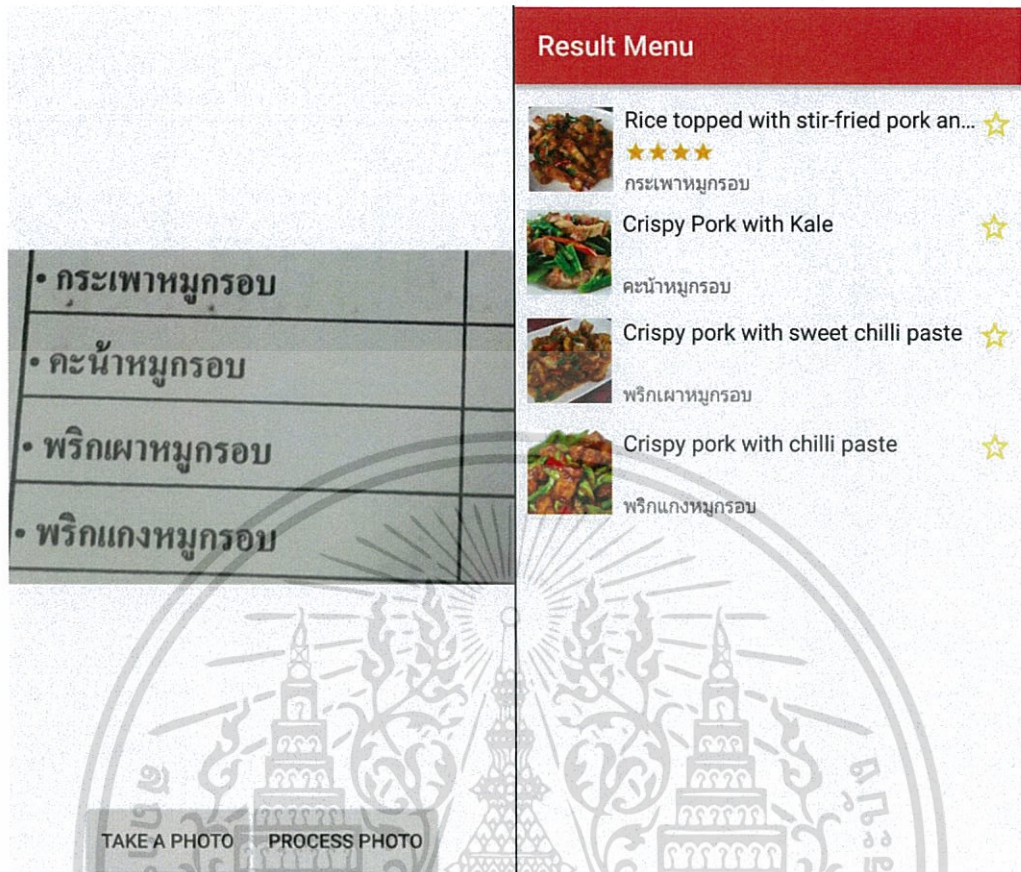 • กระเพาหมูกรอบ
• คะน้าหมูกรอบ
• พริกเผาหมูกรอบ
• พริกแกงหมูกรอบ
TAKE A PHOTO PROCESS PHOTO
Result Menu
Rice topped with stir-fried pork an...
กระเพาหมูกรอบ
Crispy Pork with Kale
คะน้าหมูกรอบ
Crispy pork with sweet chilli paste
พริกเผาหมูกรอบ
Crispy pork with chilli paste
พริกแกงหมูกรอบ